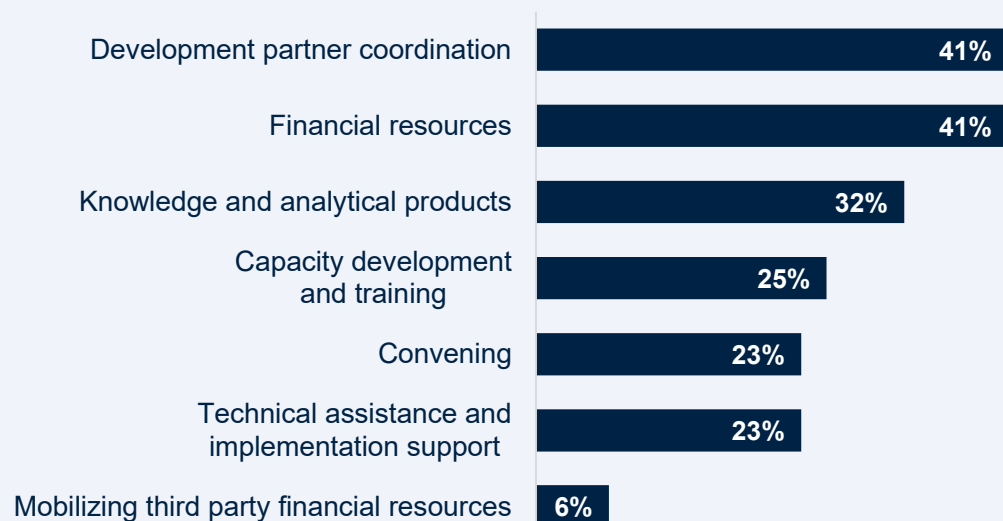 Development partner coordination 41%
Financial resources 41%
Knowledge and analytical products 32%
Capacity development
and training 25%
Convening 23%
Technical assistance and
implementation support 23%
Mobilizing third party financial resources 6%